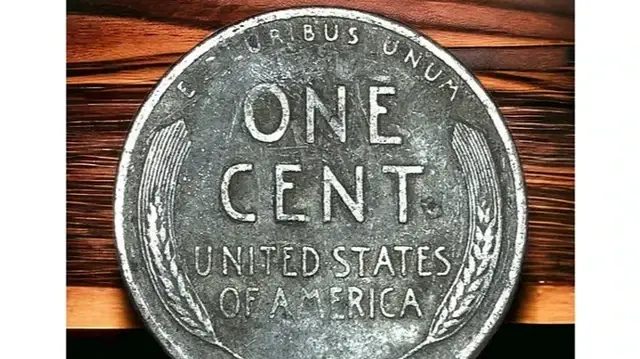 E PLURIBUS UNUM
ONE
CENT
UNITED STATES
OF AMERICA